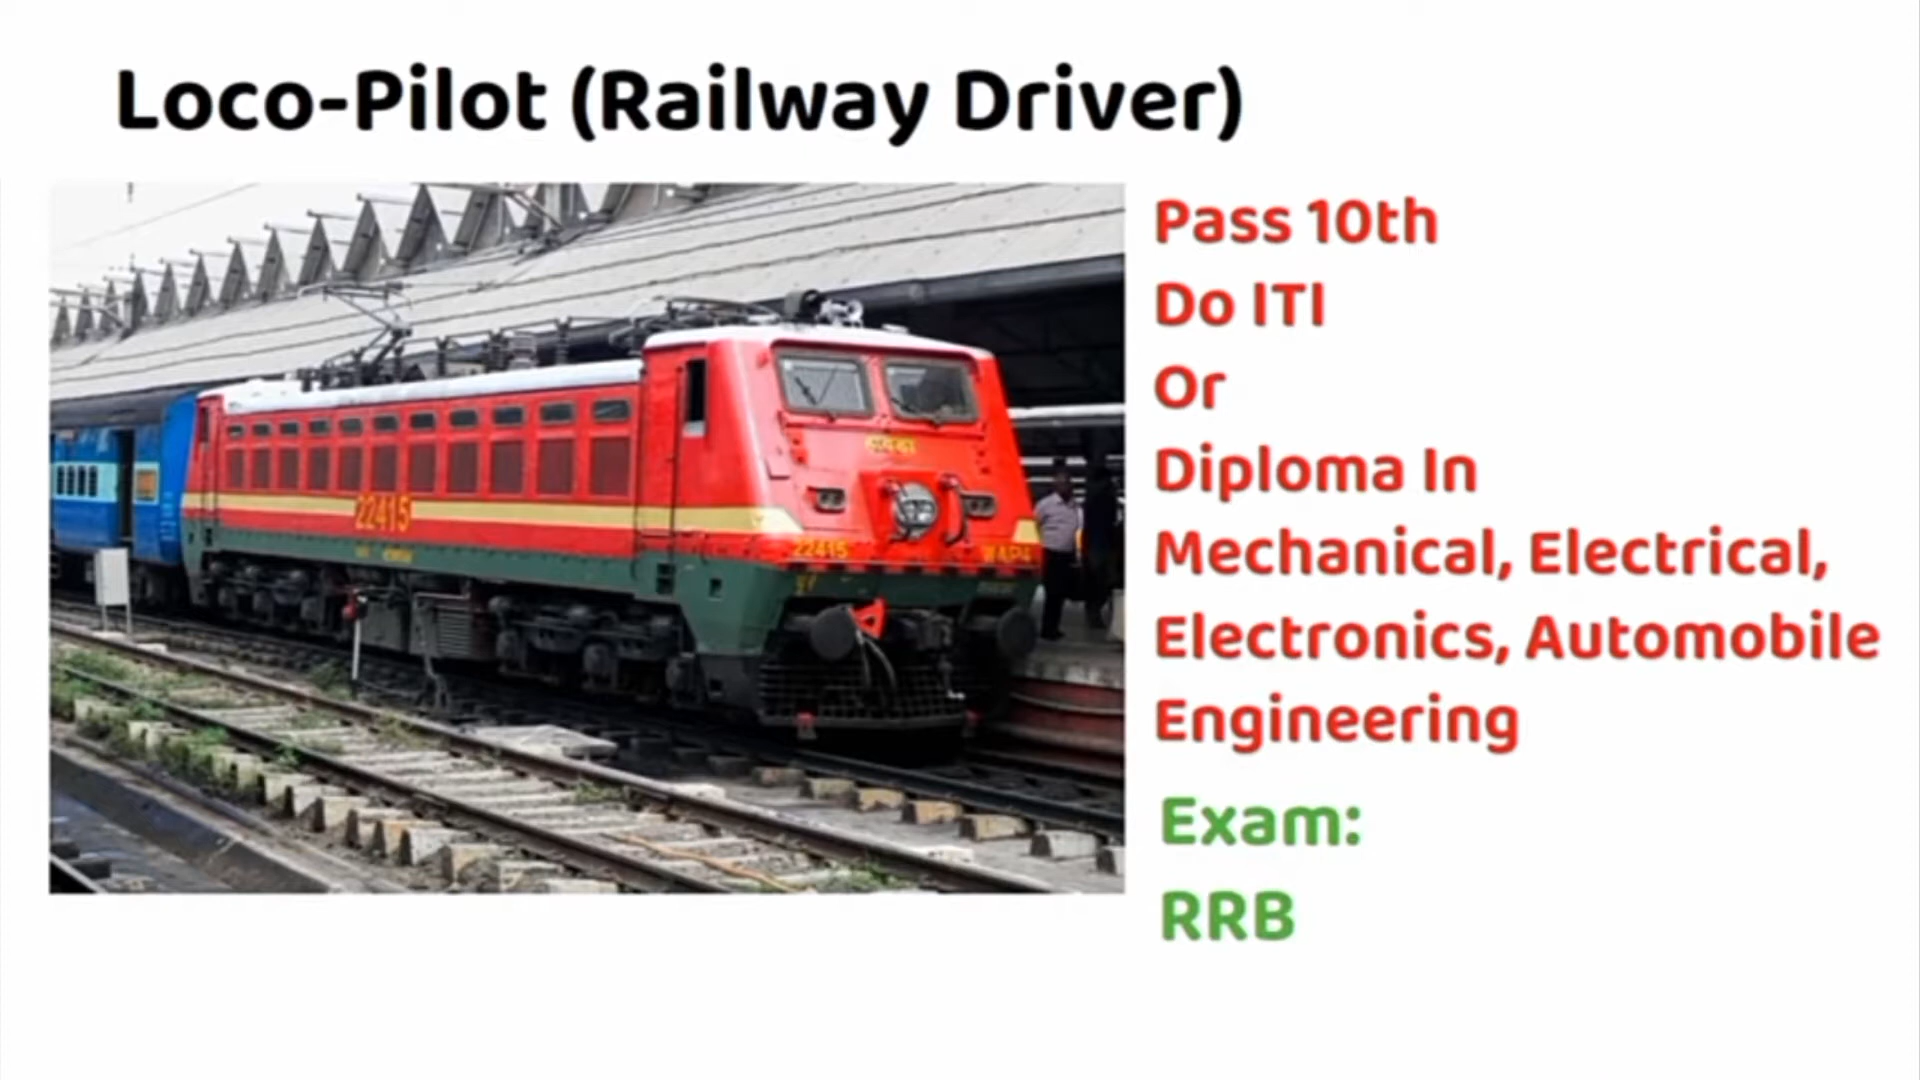 Loco-Pilot (Railway Driver)
Pass 10th
Do ITI
Or
Diploma In
Mechanical, Electrical,
Electronics, Automobile
Engineering
Exam:
RRB
22415
22415
WAP4